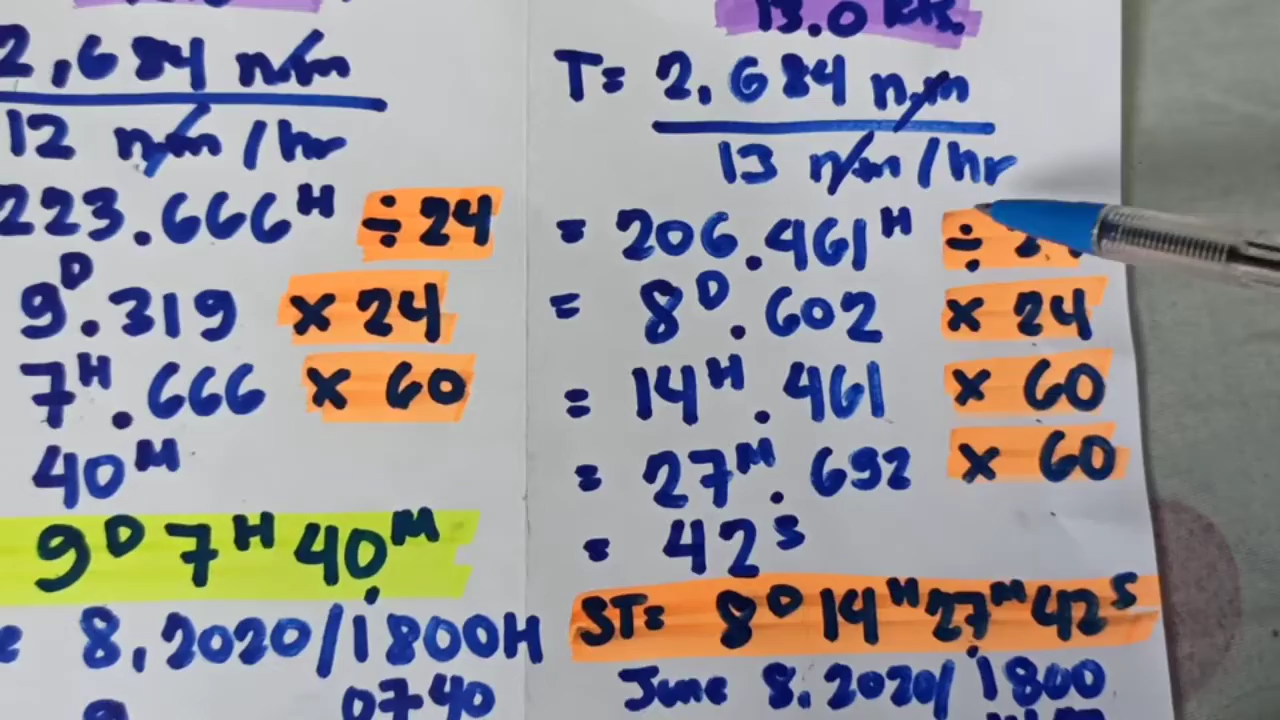 2,684 n/m
12 n/m/hr
223.666H ÷24
9D.319 x 24
7H.666 x 60
40M
9D 7H 40M
8,2020/1800H
0740
13.0 kts.
T= 2,684 n/m
13 n/m/hr
= 206.461H ÷
= 8D.602 x 24
= 14H.461 x 60
= 27M.692 x 60
= 42S
ST= 8D 14H 27M 42S
June 8,2020/1800